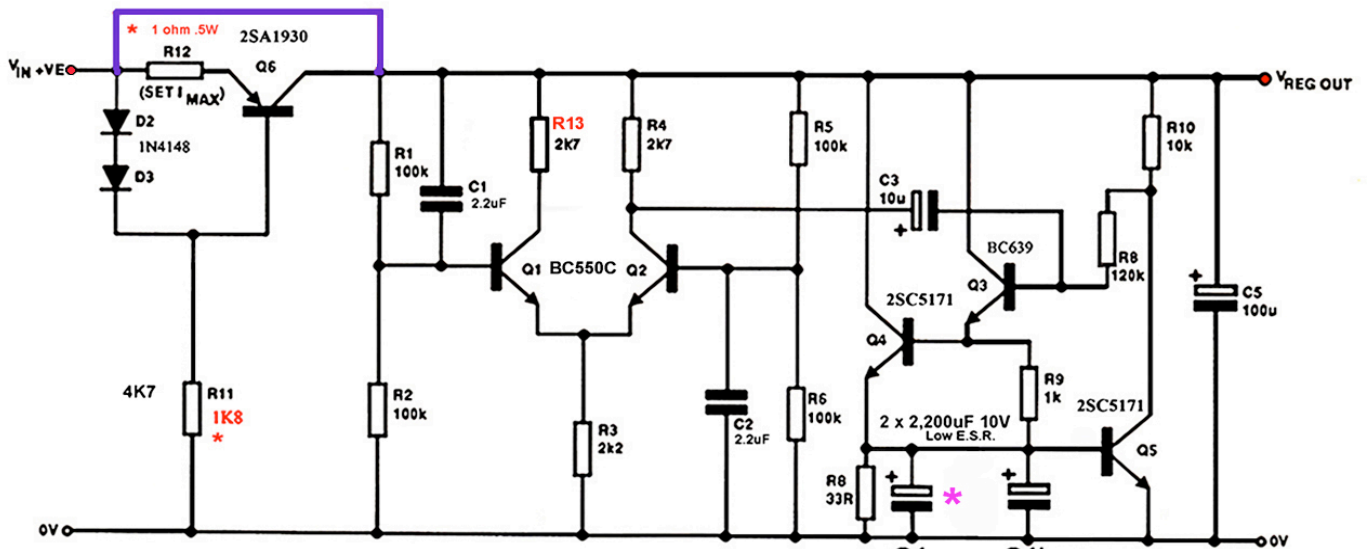 * 1 ohm .5W
2SA1930
R12
Q6
VIN +VE
(SET I MAX)
D2
1N4148
D3
R1
100k
C1
2.2uF
R13
2k7
R4
2k7
R5
100k
R10
10k
VREG OUT
C3
10u
+
BC639
R8
120k
Q1
BC550C
Q2
Q3
2SC5171
Q4
+
C5
100u
4K7
R11
1K8
*
R2
100k
R3
2k2
C2
2.2uF
R6
100k
R9
1k
2SC5171
2 x 2,200uF 10V
Low E.S.R.
Q5
R8
33R
+
*
+
0V
0V